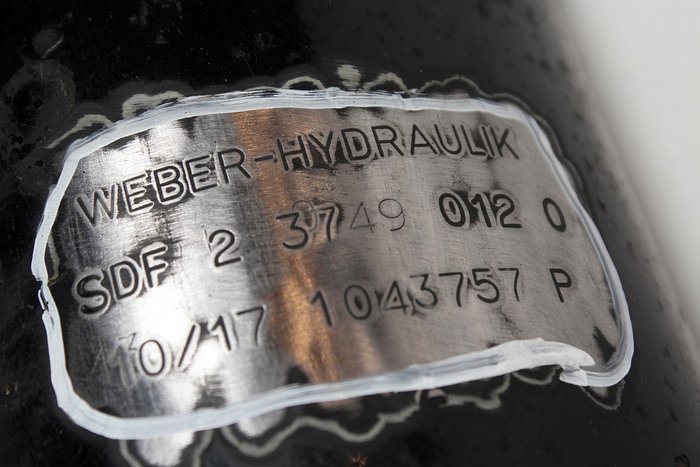 WEBER-HYDRAULIK
SDF 2 3749 012 0
10/17 1043757 P